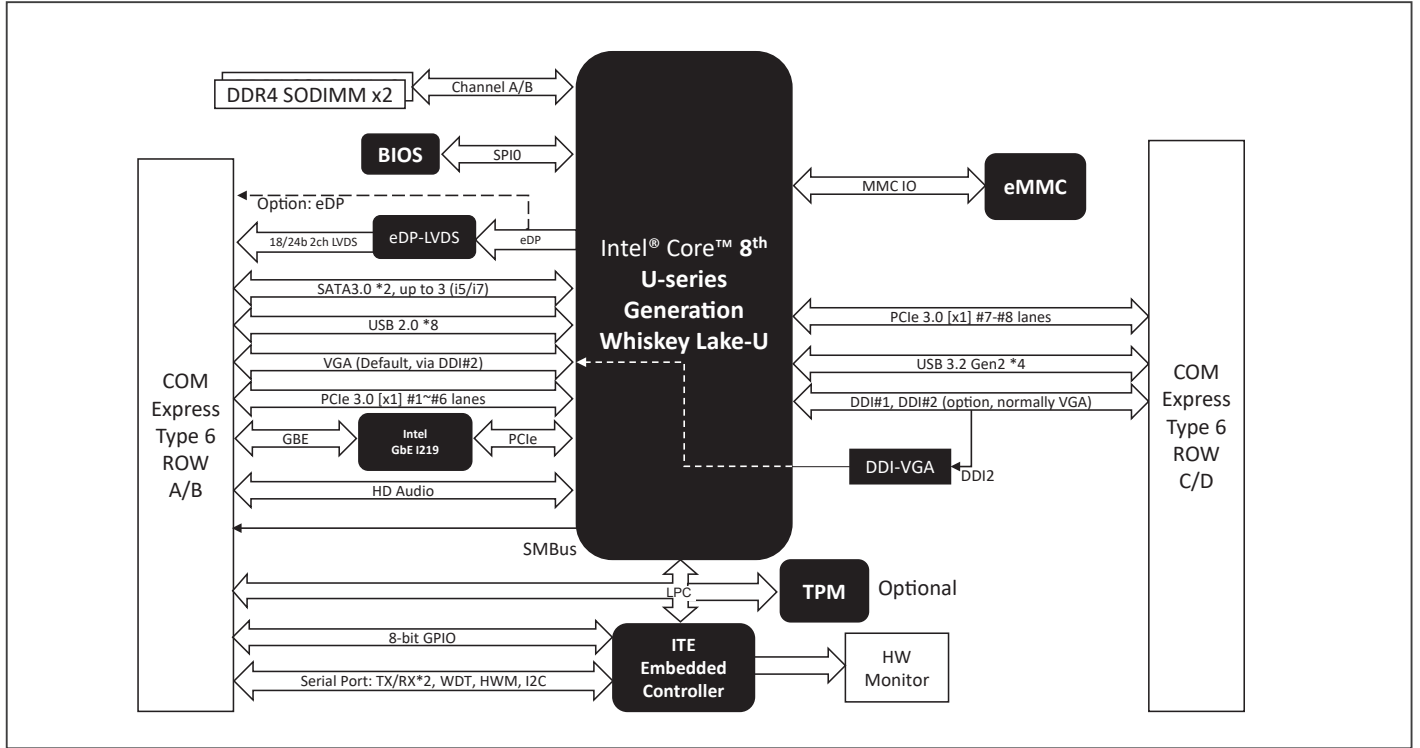 DDR4 SODIMM x2
Channel A/B
BIOS
SPI0
Option: eDP
18/24b 2ch LVDS
eDP-LVDS
eDP
SATA3.0 *2, up to 3 (i5/i7)
USB 2.0 *8
VGA (Default, via DDI#2)
PCIe 3.0 [x1] #1~#6 lanes
GBE
Intel
GbE I219
PCIe
HD Audio
SMBus
COM
Express
Type 6
ROW
A/B
Intel® Core™ 8th
U-series
Generation
Whiskey Lake-U
MMC IO
eMMC
PCIe 3.0 [x1] #7-#8 lanes
USB 3.2 Gen2 *4
DDI#1, DDI#2 (option, normally VGA)
DDI-VGA
DDI2
COM
Express
Type 6
ROW
C/D
LPC
TPM
Optional
8-bit GPIO
Serial Port: TX/RX*2, WDT, HWM, I2C
ITE
Embedded
Controller
HW
Monitor